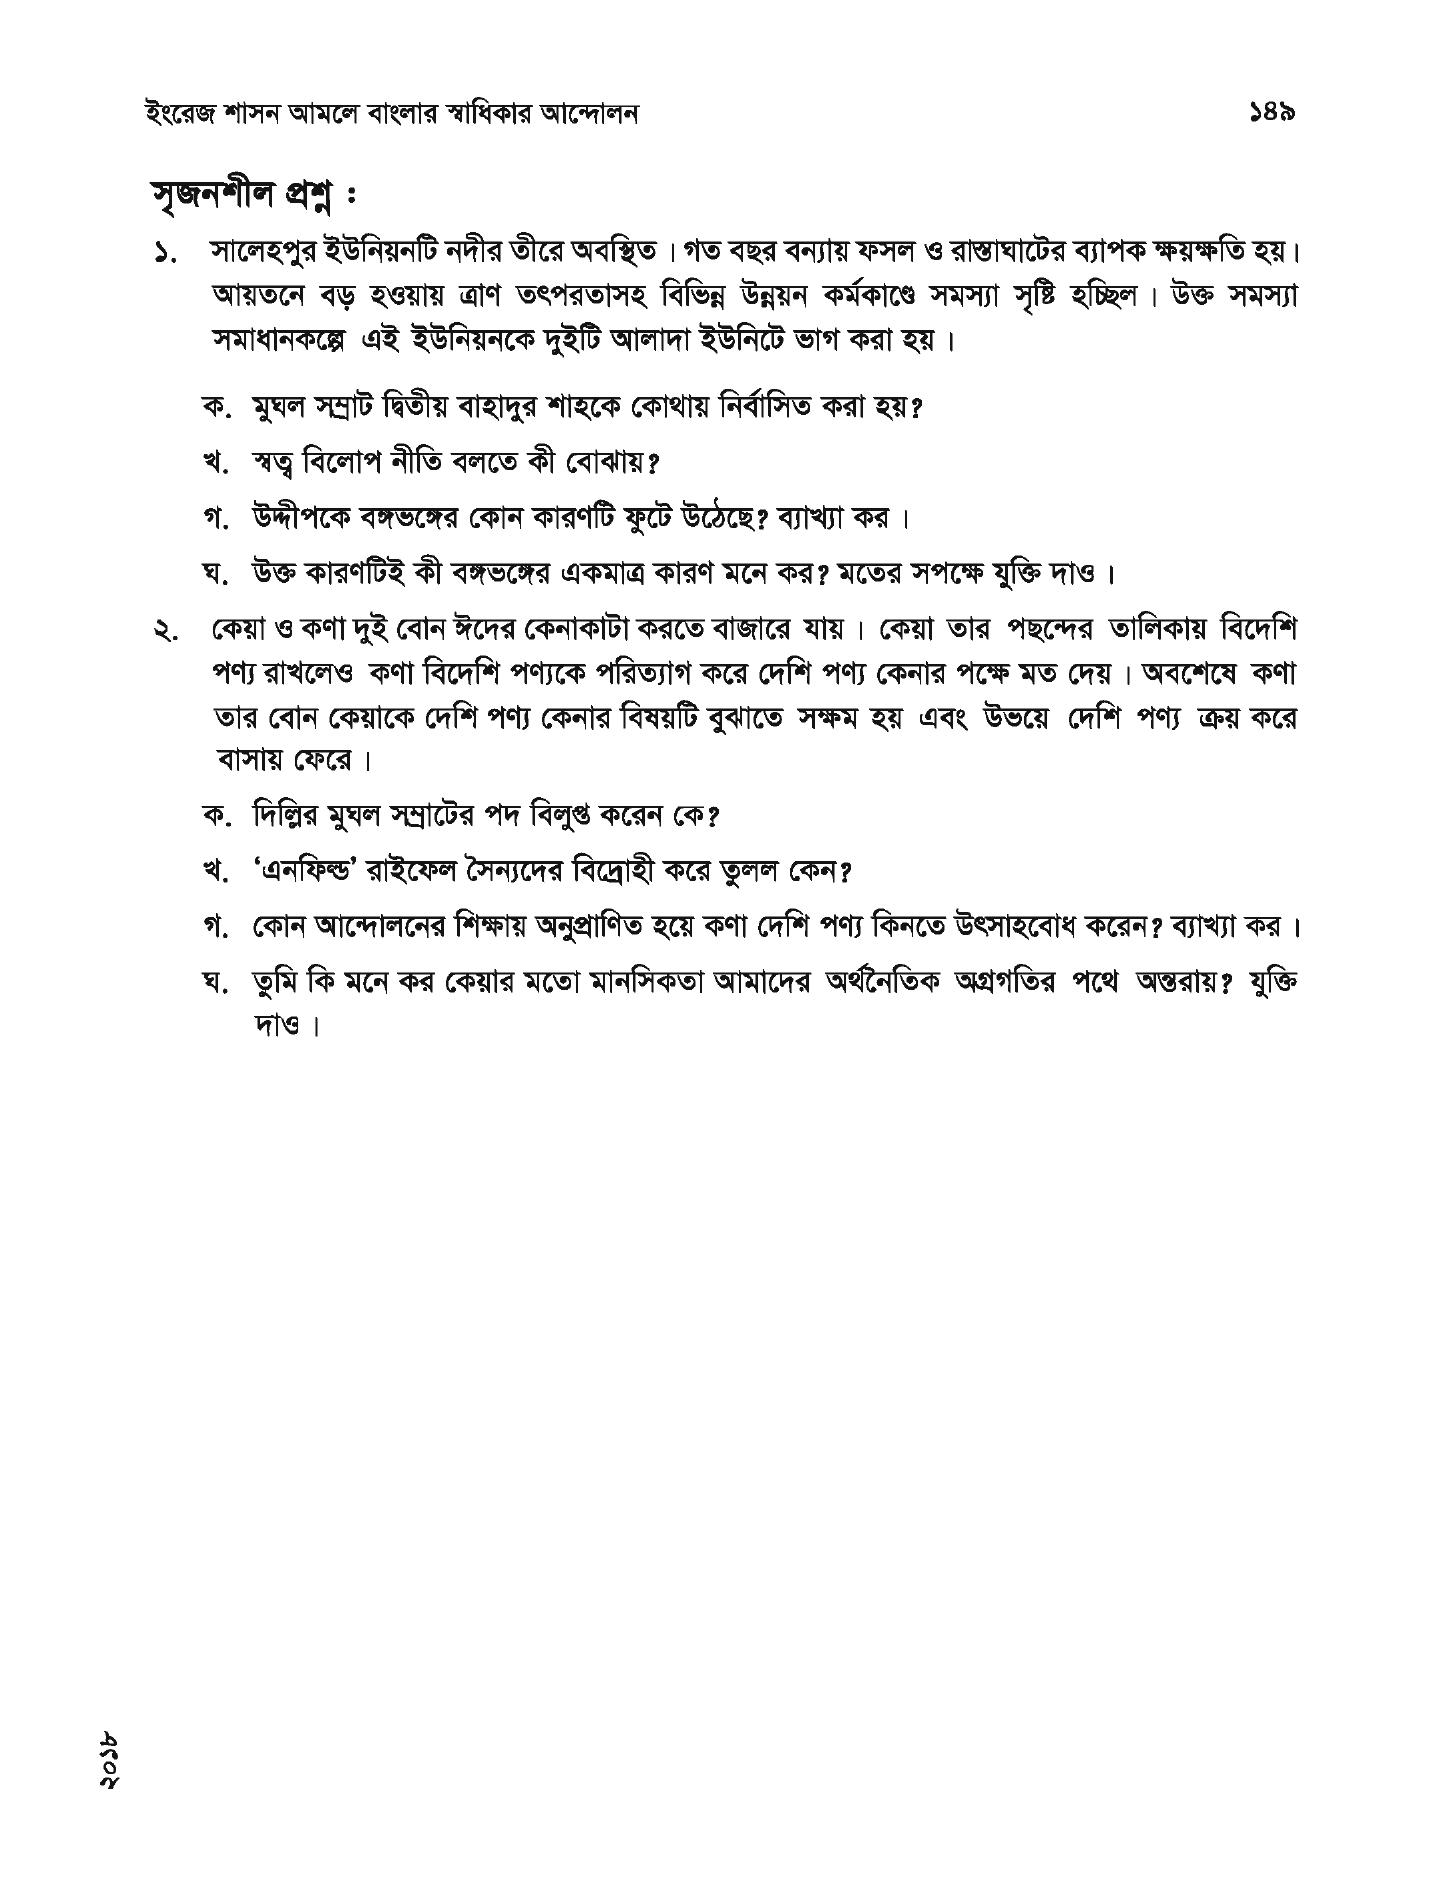 ইংরেজ শাসন আমলে বাংলার স্বাধিকার আন্দোলন ১৪৯
সৃজনশীল প্রশ্ন :
১. সালেহপুর ইউনিয়নটি নদীর তীরে অবস্থিত । গত বছর বন্যায় ফসল ও রাস্তাঘাটের ব্যাপক ক্ষয়ক্ষতি হয়।
আয়তনে বড় হওয়ায় ত্রাণ তৎপরতাসহ বিভিন্ন উন্নয়ন কর্মকাণ্ডে সমস্যা সৃষ্টি হচ্ছিল । উক্ত সমস্যা
সমাধানকল্পে এই ইউনিয়নকে দুইটি আলাদা ইউনিটে ভাগ করা হয় ।
ক. মুঘল সম্রাট দ্বিতীয় বাহাদুর শাহকে কোথায় নির্বাসিত করা হয়?
খ. স্বত্ব বিলোপ নীতি বলতে কী বোঝায়?
গ. উদ্দীপকে বঙ্গভঙ্গের কোন কারণটি ফুটে উঠেছে? ব্যাখ্যা কর ।
ঘ. উক্ত কারণটিই কী বঙ্গভঙ্গের একমাত্র কারণ মনে কর? মতের সপক্ষে যুক্তি দাও ।
২. কেয়া ও কণা দুই বোন ঈদের কেনাকাটা করতে বাজারে যায় । কেয়া তার পছন্দের তালিকায় বিদেশি
পণ্য রাখলেও কণা বিদেশি পণ্যকে পরিত্যাগ করে দেশি পণ্য কেনার পক্ষে মত দেয় । অবশেষে কণা
তার বোন কেয়াকে দেশি পণ্য কেনার বিষয়টি বুঝাতে সক্ষম হয় এবং উভয়ে দেশি পণ্য ক্রয় করে
বাসায় ফেরে ।
ক. দিল্লির মুঘল সম্রাটের পদ বিলুপ্ত করেন কে?
খ. ‘এনফিল্ড’ রাইফেল সৈন্যদের বিদ্রোহী করে তুলল কেন?
গ. কোন আন্দোলনের শিক্ষায় অনুপ্রাণিত হয়ে কণা দেশি পণ্য কিনতে উৎসাহবোধ করেন? ব্যাখ্যা কর ।
ঘ. তুমি কি মনে কর কেয়ার মতো মানসিকতা আমাদের অর্থনৈতিক অগ্রগতির পথে অন্তরায়? যুক্তি
দাও ।
২০১৮